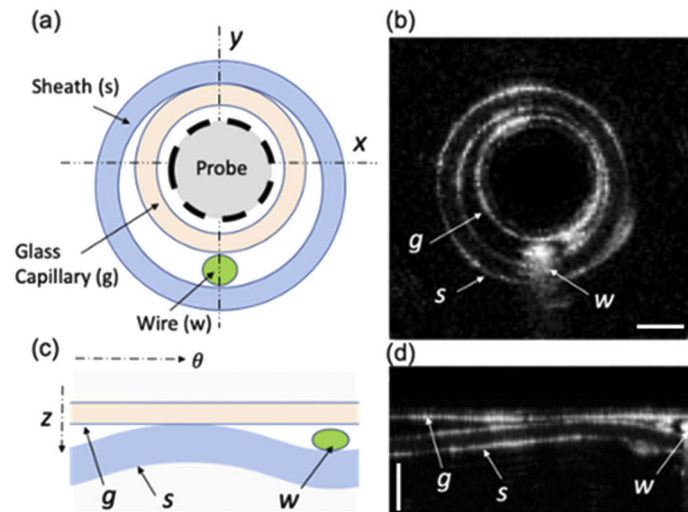 (a)
y
Sheath (s)
x
Probe
Glass
Capillary (g)
Wire (w)
(b)
g
s
w
(c)
θ
z
g
s
w
(d)
g
s
w